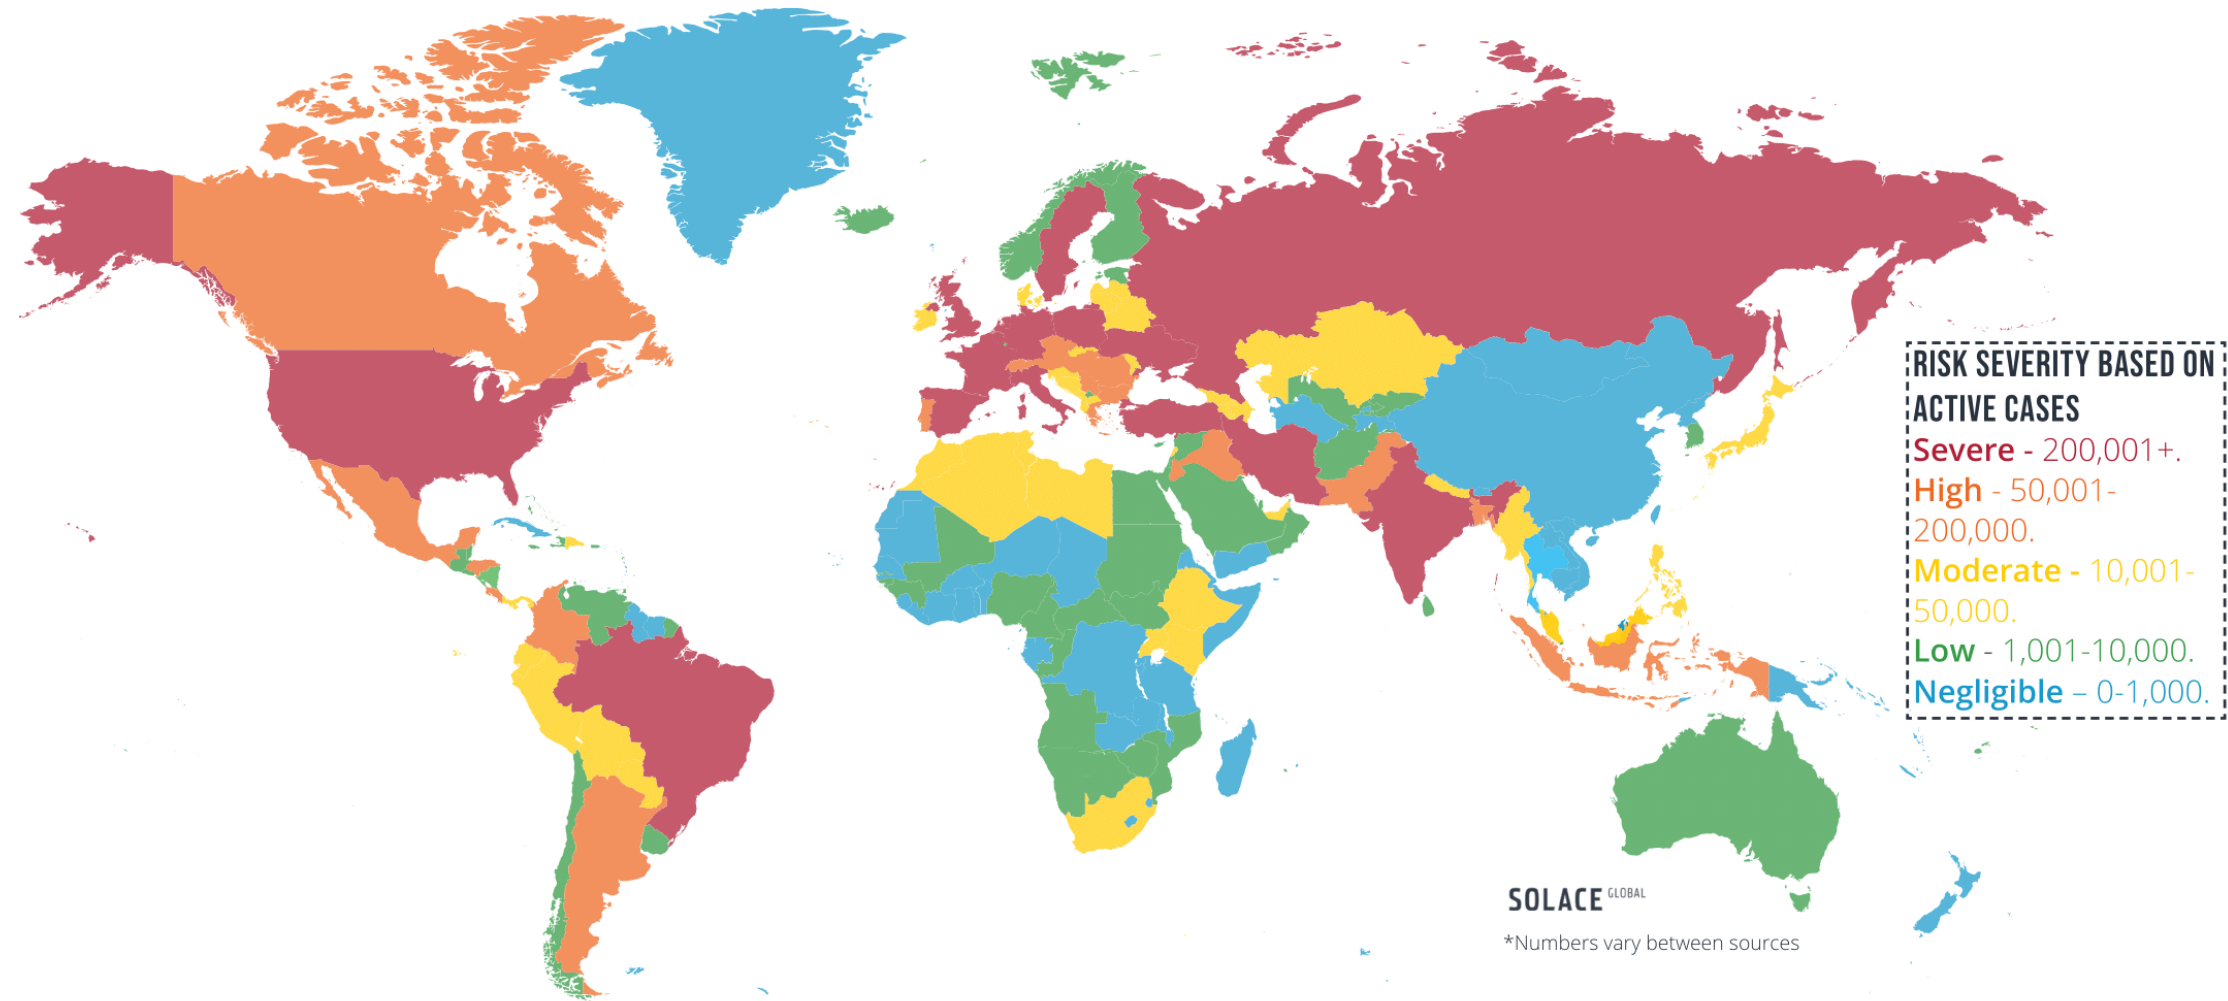 RISK SEVERITY BASED ON
ACTIVE CASES
Severe - 200,001+.
High - 50,001-
200,000.
Moderate - 10,001-
50,000.
Low - 1,001-10,000.
Negligible – 0-1,000.
SOLACE GLOBAL
*Numbers vary between sources